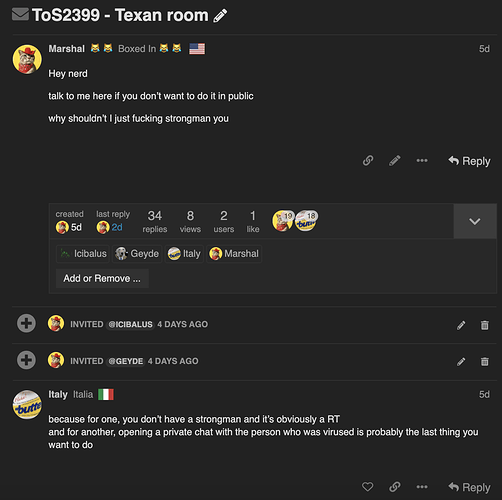 ToS2399 - Texan room
Marshal Boxed In 5d
Hey nerd
talk to me here if you don't want to do it in public
why shouldn't I just fucking strongman you
Reply
created last reply 34 8 2 1 19 18
5d 2d replies views users like
Icibalus Geyde Italy Marshal
Add or Remove ...
INVITED @ICIBALUS 4 DAYS AGO
INVITED @GEYDE 4 DAYS AGO
Italy Italia 5d
butte
because for one, you don't have a strongman and it's obviously a RT
and for another, opening a private chat with the person who was virused is probably the last thing you
want to do
Reply